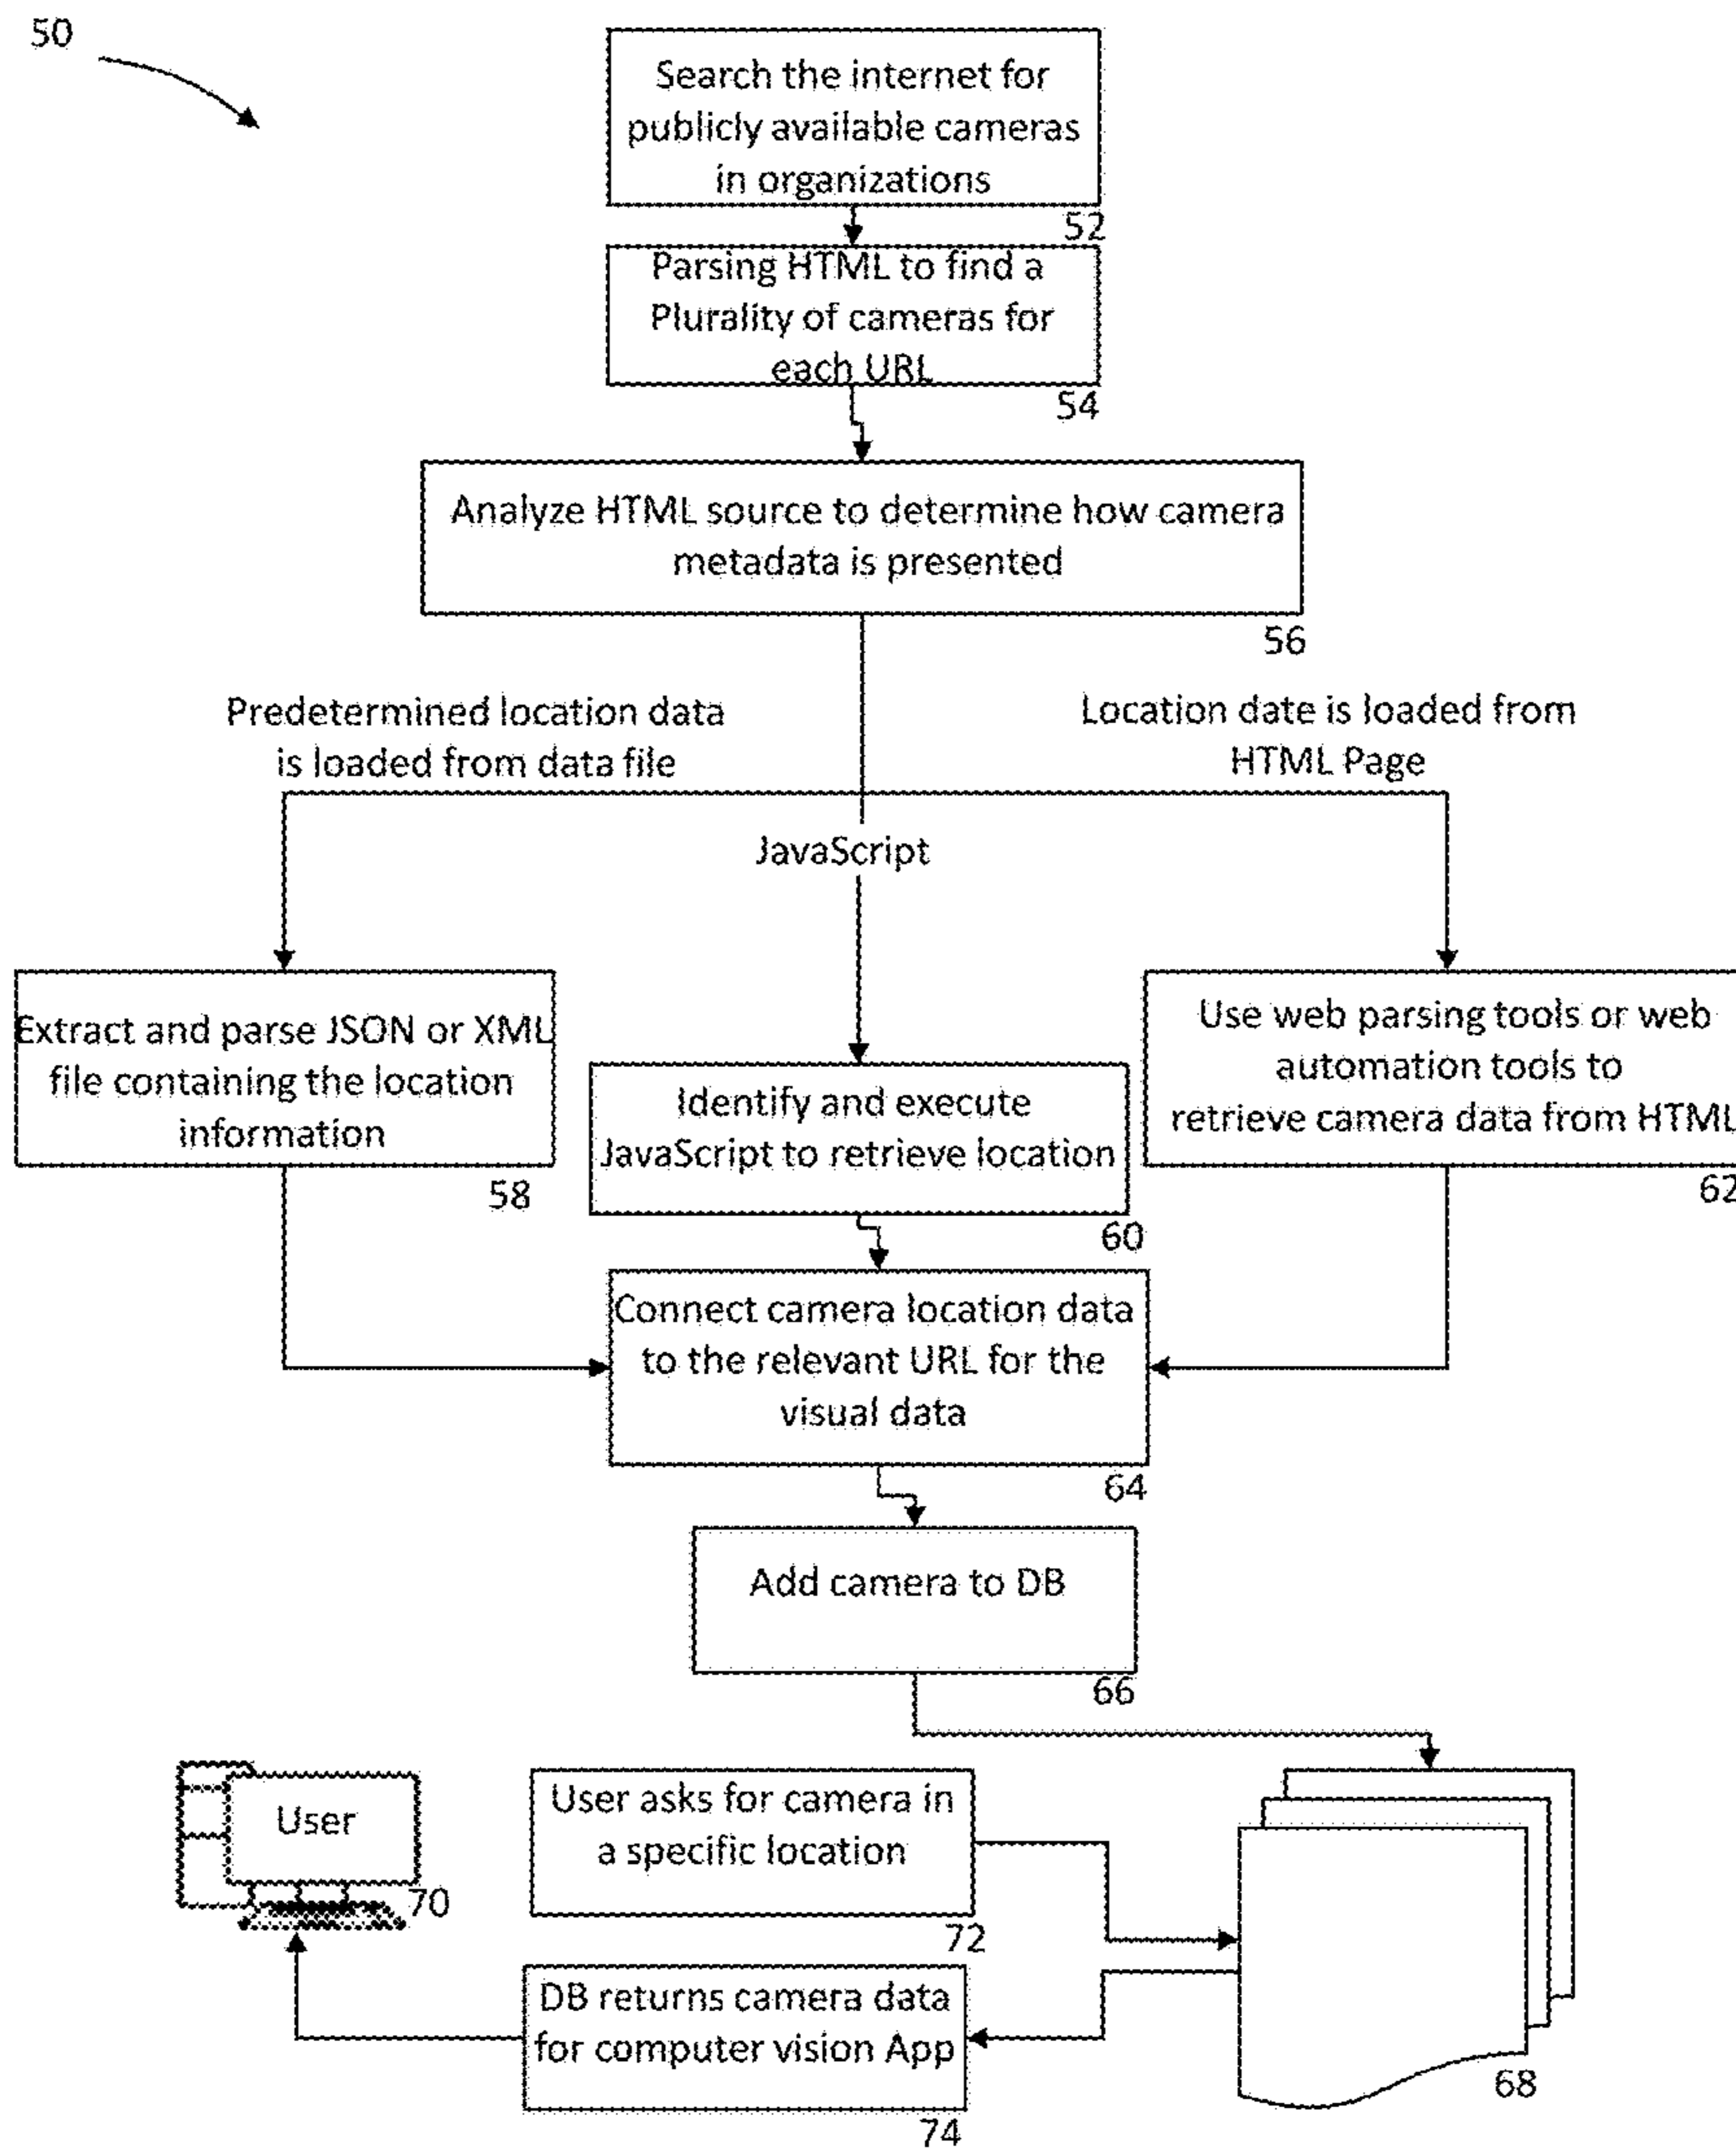 50
Search the internet for
publicly available cameras
in organizations
52
Parsing HTML to find a
Plurality of cameras for
each URL
54
Analyze HTML source to determine how camera
metadata is presented
56
Predetermined location data
is loaded from data file
Location date is loaded from
HTML Page
JavaScript
Extract and parse JSON or XML
file containing the location
information
58
Identify and execute
JavaScript to retrieve location
60
Use web parsing tools or web
automation tools to
retrieve camera data from HTML
62
Connect camera location data
to the relevant URL for the
visual data
64
Add camera to DB
66
User
70
User asks for camera in
a specific location
72
DB returns camera data
for computer vision App
74
68